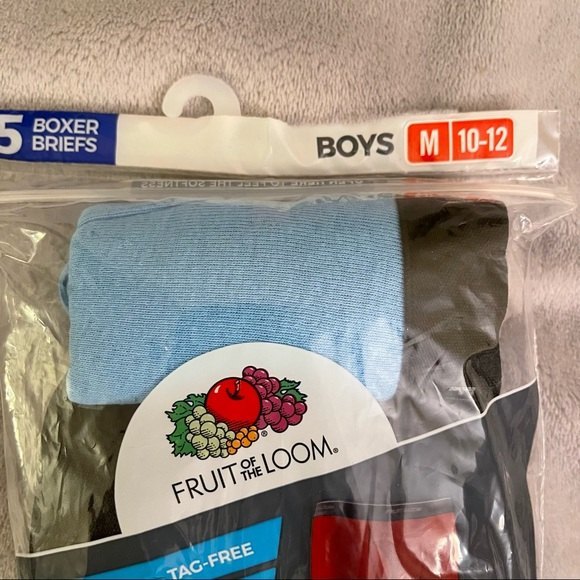 5 BOXER
BRIEFS
BOYS M 10-12
FRUIT OF THE LOOM®
TAG-FREE